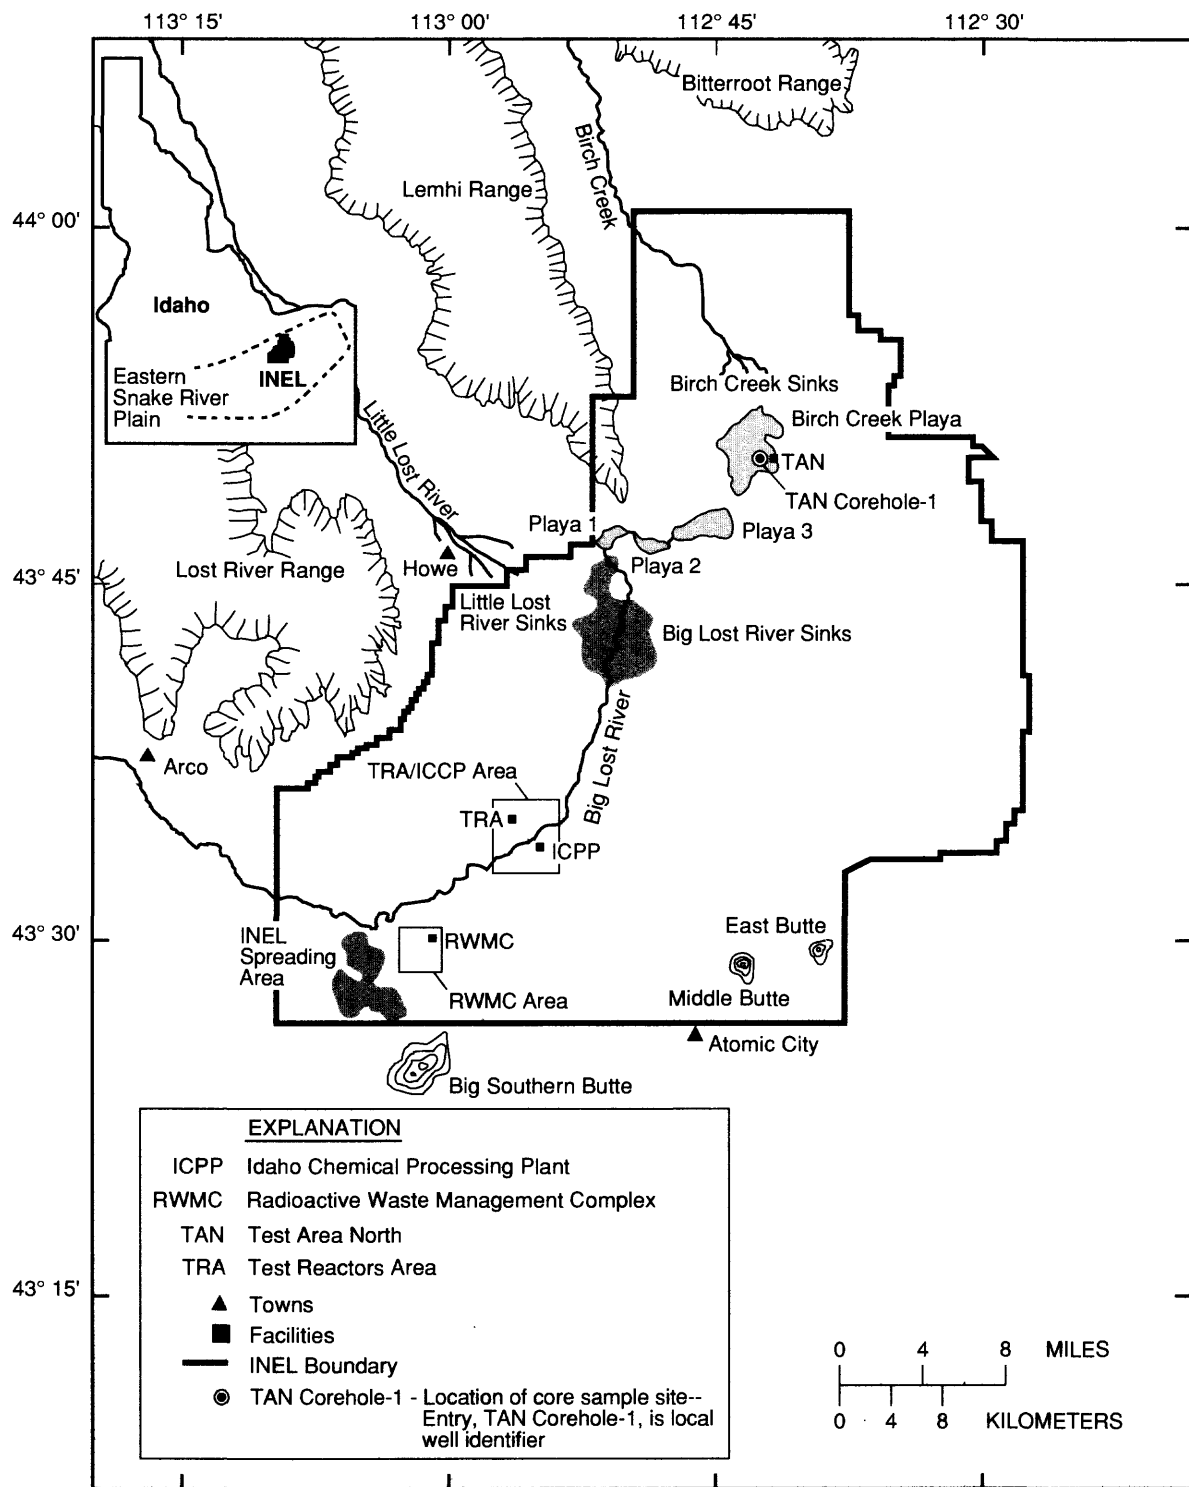 113° 15'
113° 00'
112° 45'
112° 30'
Bitterroot Range
Birch Creek
Lemhi Range
44° 00'
Idaho
Eastern
Snake River
Plain
INEL
Birch Creek Sinks
Little Lost River
Birch Creek Playa
TAN
TAN Corehole-1
Playa 1
Playa 3
Playa 2
Lost River Range
Howe
43° 45'
Little Lost
River Sinks
Big Lost River Sinks
Big Lost River
Arco
TRA/ICCP Area
TRA
ICPP
43° 30'
INEL
Spreading
Area
RWMC
RWMC Area
East Butte
Middle Butte
Atomic City
Big Southern Butte
EXPLANATION
ICPP Idaho Chemical Processing Plant
RWMC Radioactive Waste Management Complex
TAN Test Area North
TRA Test Reactors Area
43° 15'
Towns
Facilities
INEL Boundary
TAN Corehole-1 - Location of core sample site--
Entry, TAN Corehole-1, is local
well identifier
0 4 8 MILES
0 4 8 KILOMETERS